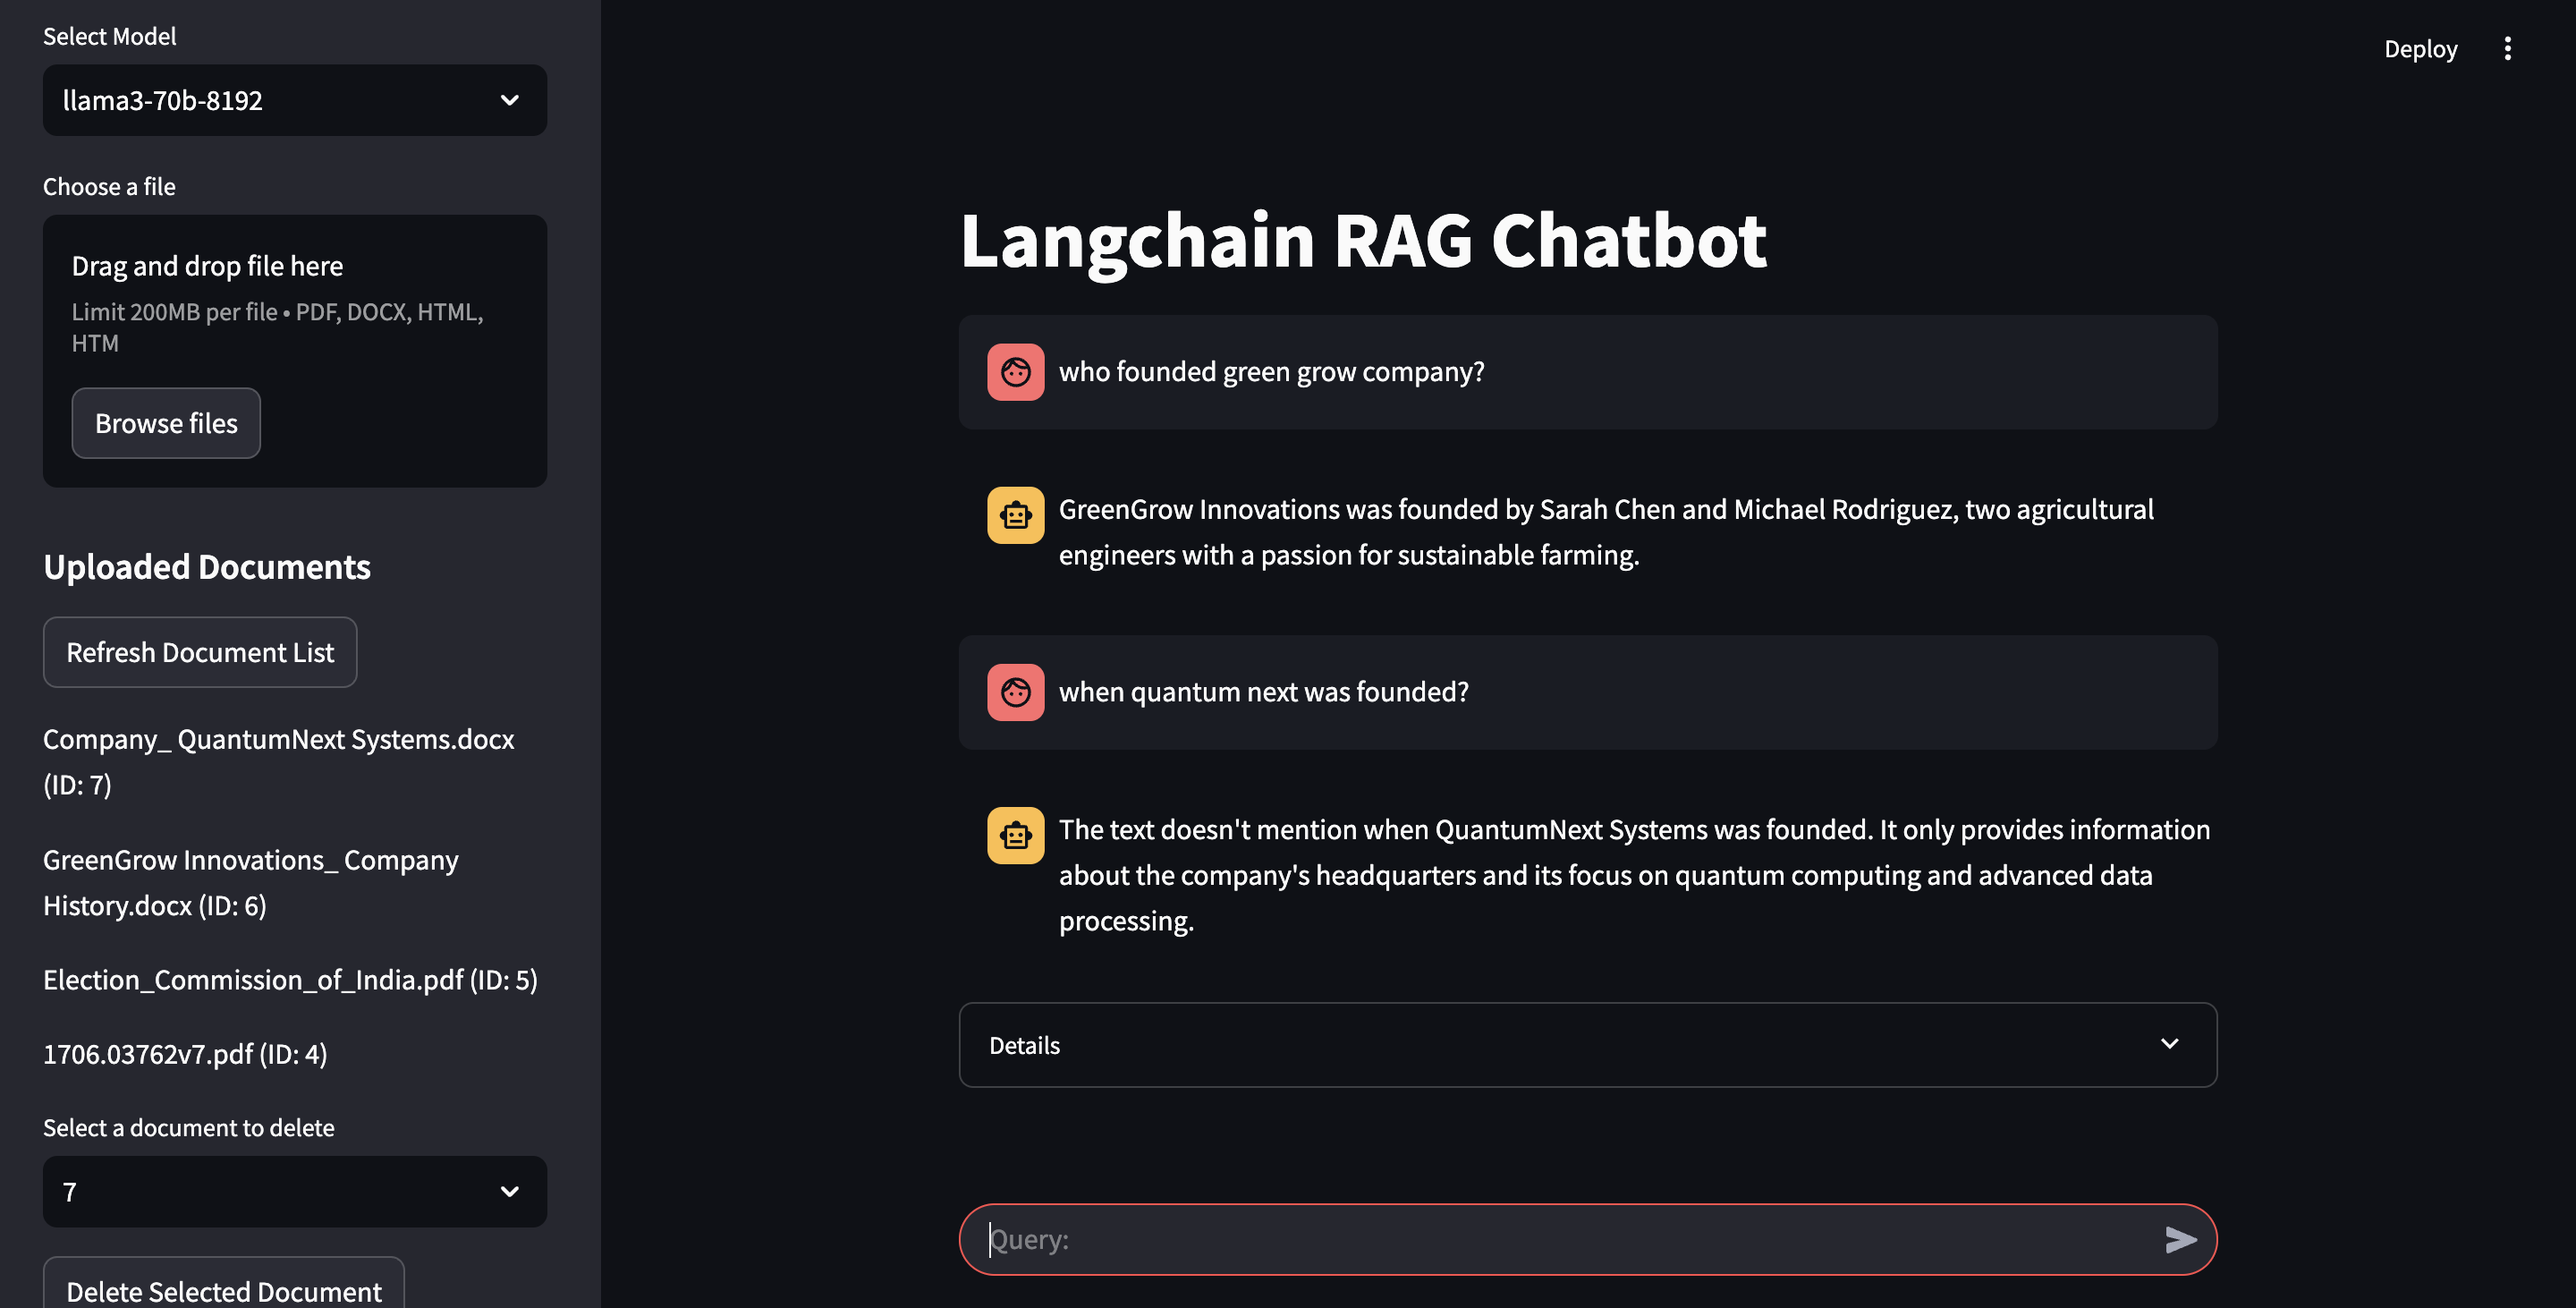 Select Model
llama3-70b-8192
Choose a file
Drag and drop file here
Limit 200MB per file • PDF, DOCX, HTML,
HTM
Browse files
Uploaded Documents
Refresh Document List
Company_ QuantumNext Systems.docx
(ID: 7)
GreenGrow Innovations_ Company
History.docx (ID: 6)
Election_Commission_of_India.pdf (ID: 5)
1706.03762v7.pdf (ID: 4)
Select a document to delete
7
Delete Selected Document
Deploy
Langchain RAG Chatbot
who founded green grow company?
GreenGrow Innovations was founded by Sarah Chen and Michael Rodriguez, two agricultural
engineers with a passion for sustainable farming.
when quantum next was founded?
The text doesn't mention when QuantumNext Systems was founded. It only provides information
about the company's headquarters and its focus on quantum computing and advanced data
processing.
Details
Query: